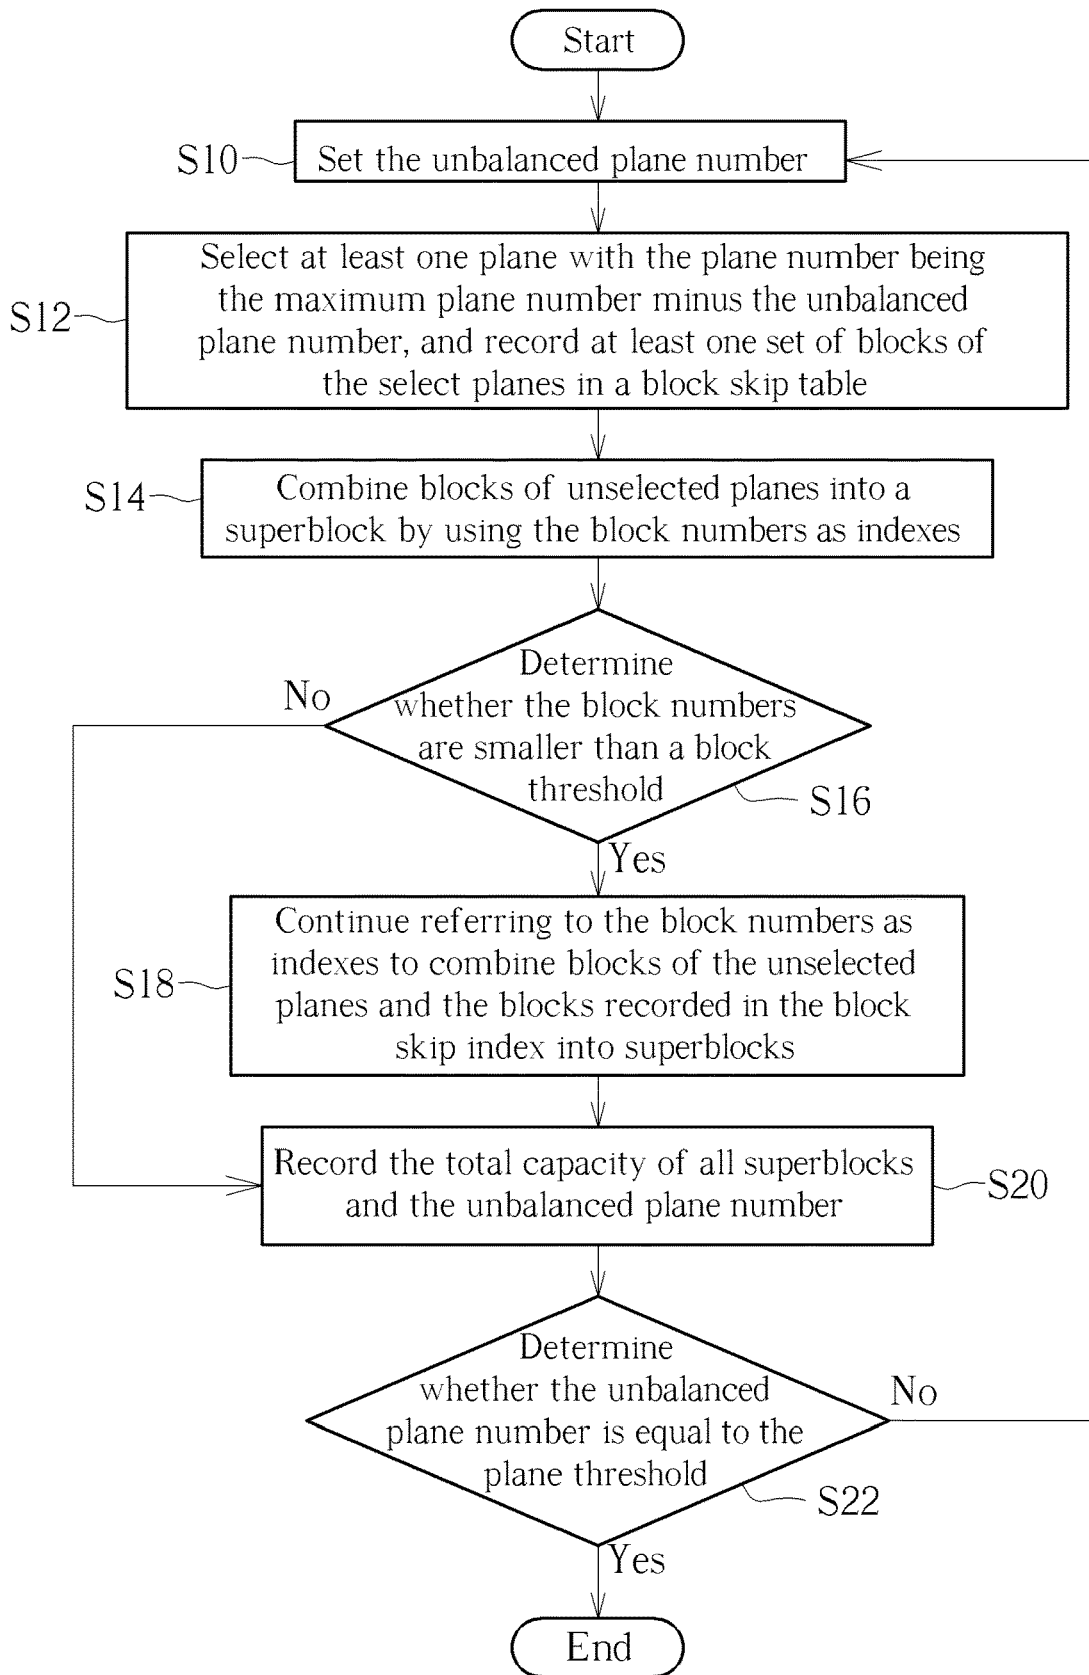 Start
S10
Set the unbalanced plane number
S12
Select at least one plane with the plane number being
the maximum plane number minus the unbalanced
plane number, and record at least one set of blocks of
the select planes in a block skip table
S14
Combine blocks of unselected planes into a
superblock by using the block numbers as indexes
Determine
whether the block numbers
are smaller than a block
threshold
No
S16
Yes
S18
Continue referring to the block numbers as
indexes to combine blocks of the unselected
planes and the blocks recorded in the block
skip index into superblocks
Record the total capacity of all superblocks
and the unbalanced plane number
S20
Determine
whether the unbalanced
plane number is equal to the
plane threshold
No
S22
Yes
End